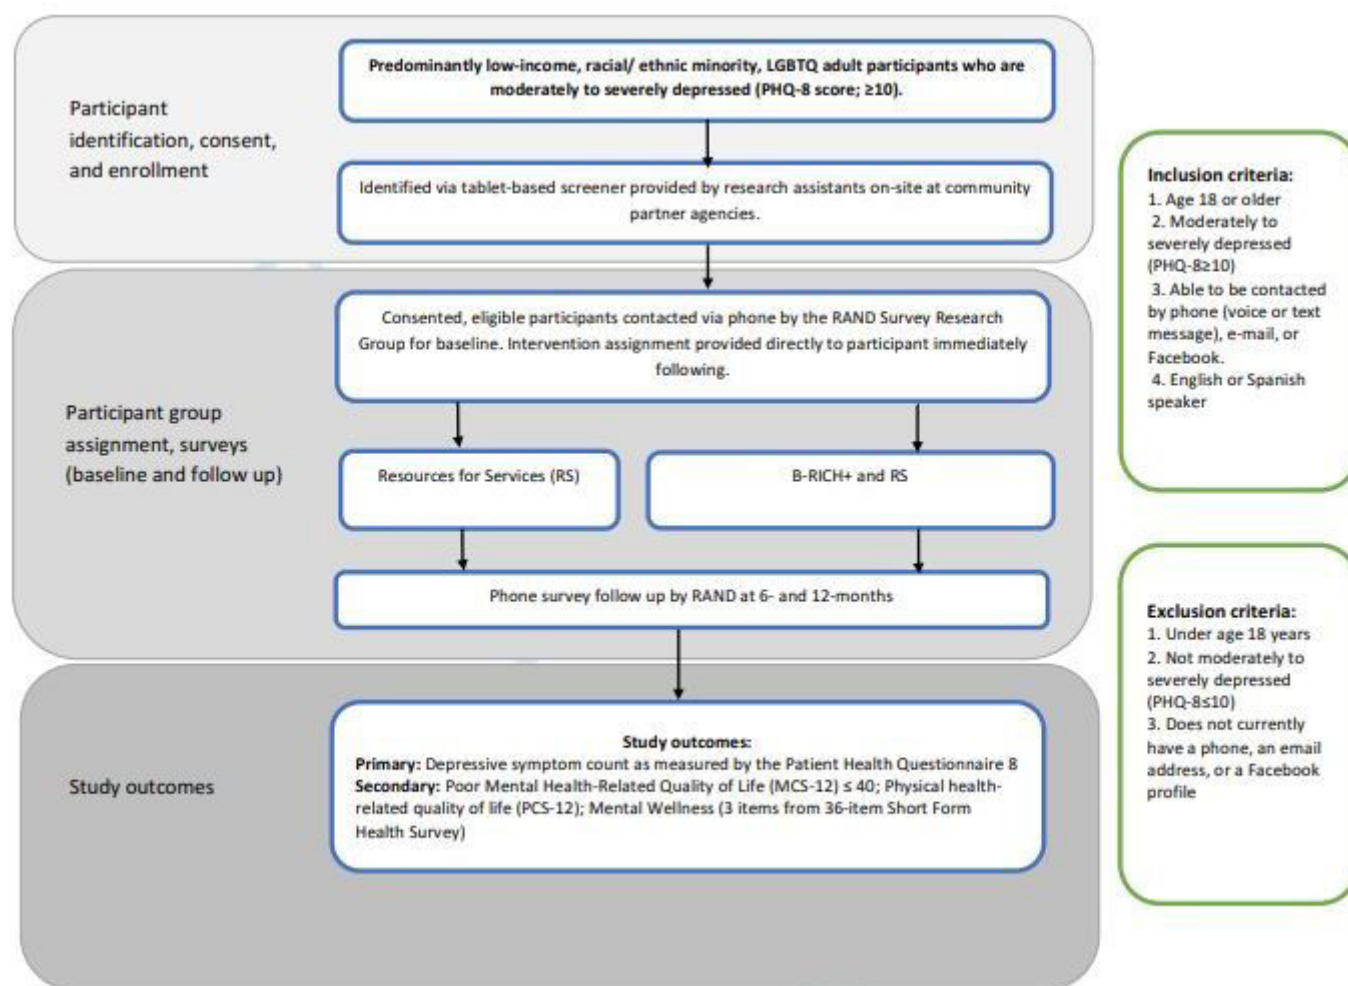 Participant
identification, consent,
and enrollment
Predominantly low-income, racial/ ethnic minority, LGBTQ adult participants who are
moderately to severely depressed (PHQ-8 score; ≥10).
Identified via tablet-based screener provided by research assistants on-site at community
partner agencies.
Participant group
assignment, surveys
(baseline and follow up)
Consented, eligible participants contacted via phone by the RAND Survey Research
Group for baseline. Intervention assignment provided directly to participant immediately
following.
Resources for Services (RS)
B-RICH+ and RS
Phone survey follow up by RAND at 6- and 12-months
Study outcomes
Study outcomes:
Primary: Depressive symptom count as measured by the Patient Health Questionnaire 8
Secondary: Poor Mental Health-Related Quality of Life (MCS-12) ≤ 40; Physical health-
related quality of life (PCS-12); Mental Wellness (3 items from 36-item Short Form
Health Survey)
Inclusion criteria:
1. Age 18 or older
2. Moderately to
severely depressed
(PHQ-8≥10)
3. Able to be contacted
by phone (voice or text
message), e-mail, or
Facebook.
4. English or Spanish
speaker
Exclusion criteria:
1. Under age 18 years
2. Not moderately to
severely depressed
(PHQ-8≤10)
3. Does not currently
have a phone, an email
address, or a Facebook
profile